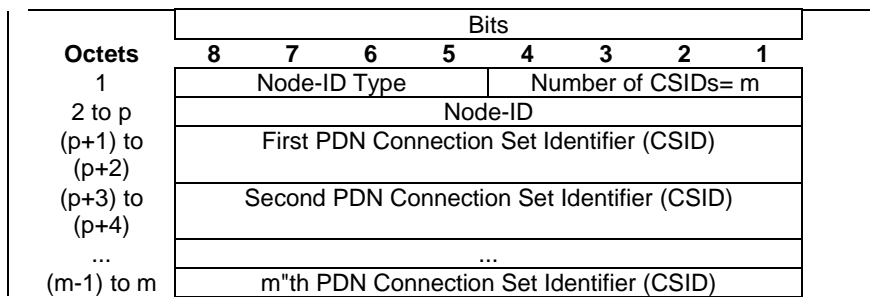 Bits
Octets 8 7 6 5 4 3 2 1
1 Node-ID Type Number of CSIDs= m
2 to p Node-ID
(p+1) to First PDN Connection Set Identifier (CSID)
(p+2)
(p+3) to Second PDN Connection Set Identifier (CSID)
(p+4)
... ...
(m-1) to m m"th PDN Connection Set Identifier (CSID)